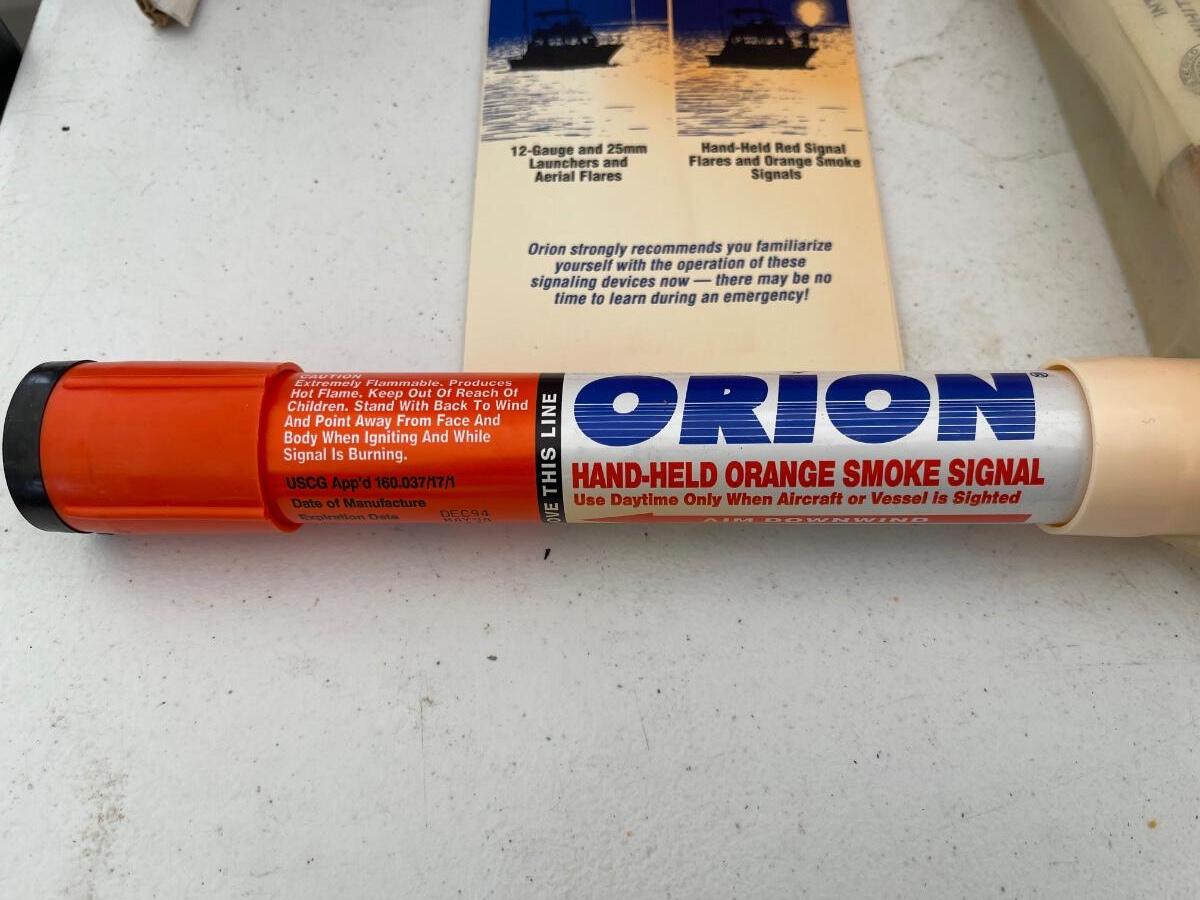 12-Gauge and 25mm
Launchers and
Aerial Flares
Hand-Held Red Signal
Flares and Orange Smoke
Signals
Orion strongly recommends you familiarize
yourself with the operation of these
signaling devices now — there may be no
time to learn during an emergency!
CAUTION
Extremely Flammable. Produces
Hot Flame. Keep Out Of Reach Of
Children. Stand With Back To Wind
And Point Away From Face And
Body When Igniting And While
Signal Is Burning.
USCG App'd 160.037/17/1
Date of Manufacture DEC94
Expiration Date
OVE THIS LINE
ORION®
HAND-HELD ORANGE SMOKE SIGNAL
Use Daytime Only When Aircraft or Vessel is Sighted
AIM DOWNWIND